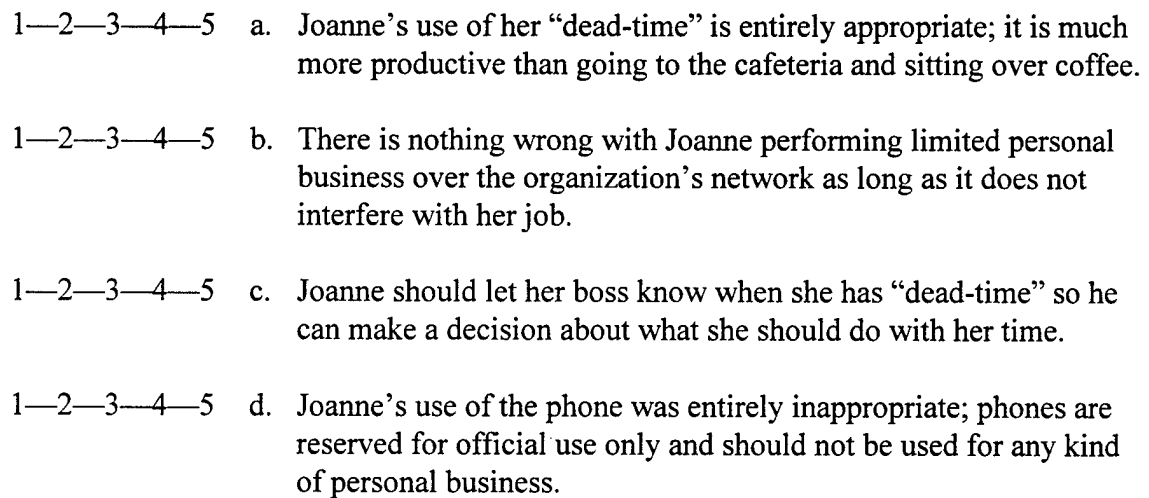 1—2—3—4—5 a. Joanne's use of her “dead-time” is entirely appropriate; it is much
more productive than going to the cafeteria and sitting over coffee.
1—2—3—4—5 b. There is nothing wrong with Joanne performing limited personal
business over the organization's network as long as it does not
interfere with her job.
1—2—3—4—5 c. Joanne should let her boss know when she has “dead-time” so he
can make a decision about what she should do with her time.
1—2—3—4—5 d. Joanne's use of the phone was entirely inappropriate; phones are
reserved for official use only and should not be used for any kind
of personal business.